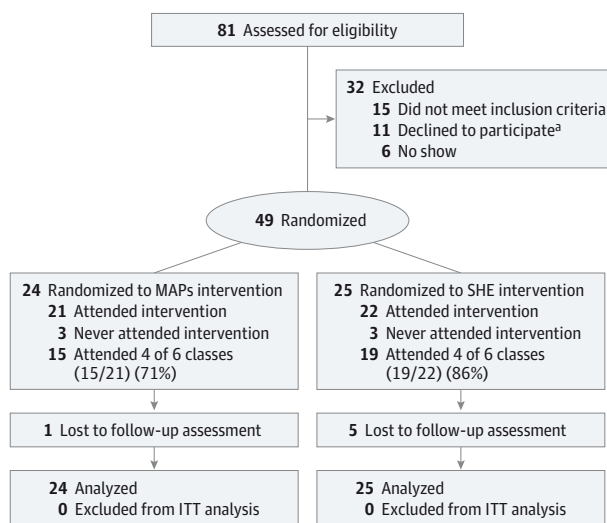 81 Assessed for eligibility
32 Excluded
15 Did not meet inclusion criteria
11 Declined to participateᵃ
6 No show
49 Randomized
24 Randomized to MAPs intervention
21 Attended intervention
3 Never attended intervention
15 Attended 4 of 6 classes
(15/21) (71%)
25 Randomized to SHE intervention
22 Attended intervention
3 Never attended intervention
19 Attended 4 of 6 classes
(19/22) (86%)
1 Lost to follow-up assessment
5 Lost to follow-up assessment
24 Analyzed
0 Excluded from ITT analysis
25 Analyzed
0 Excluded from ITT analysis